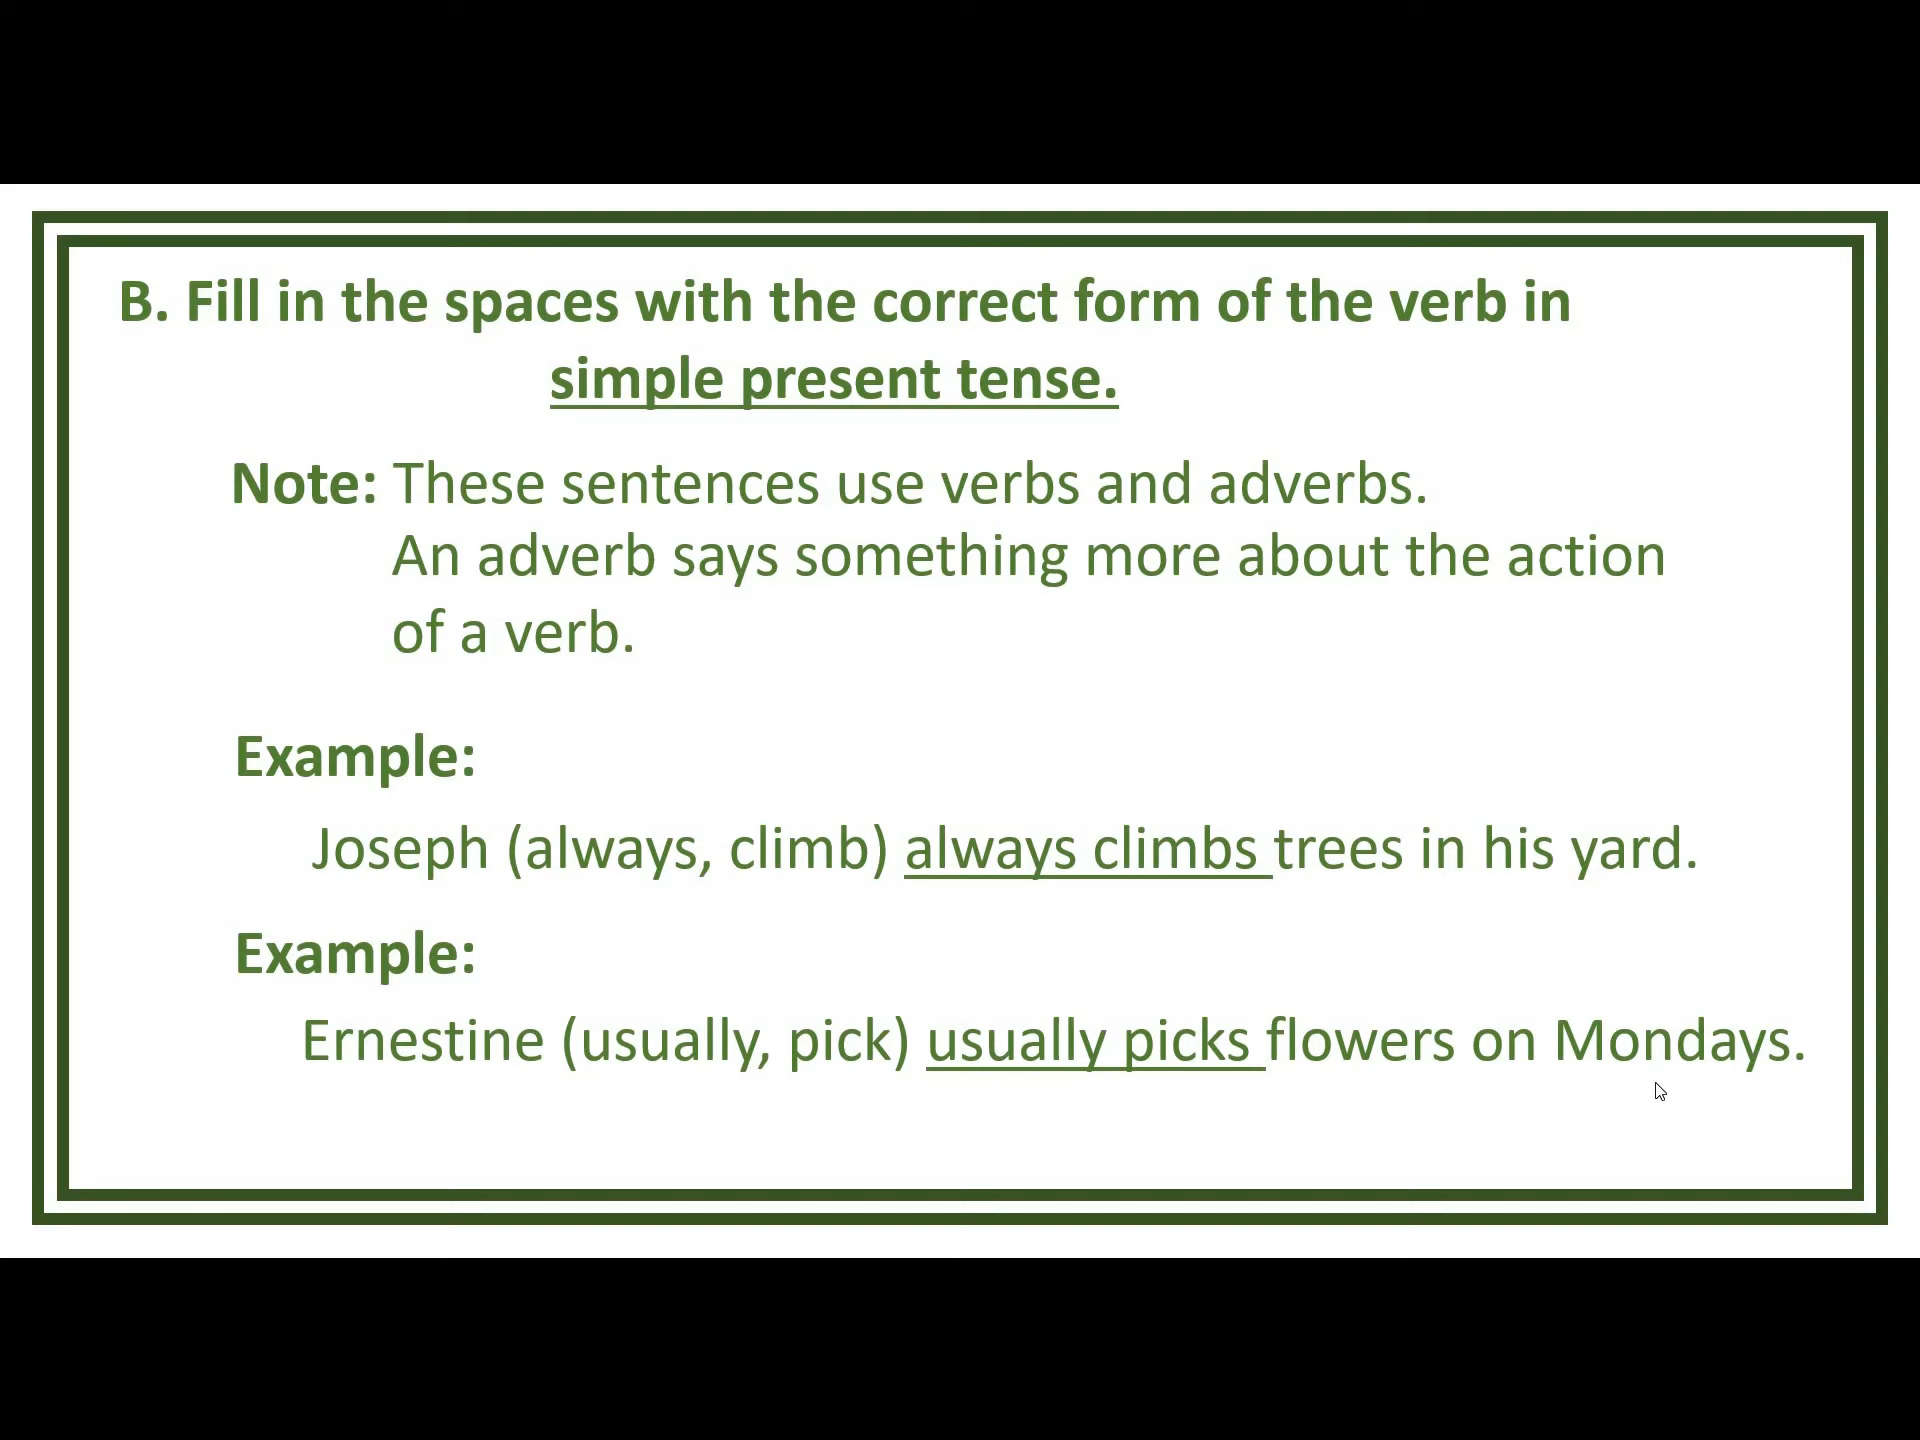 B. Fill in the spaces with the correct form of the verb in
simple present tense.
Note: These sentences use verbs and adverbs.
An adverb says something more about the action
of a verb.
Example:
Joseph (always, climb) always climbs trees in his yard.
Example:
Ernestine (usually, pick) usually picks flowers on Mondays.